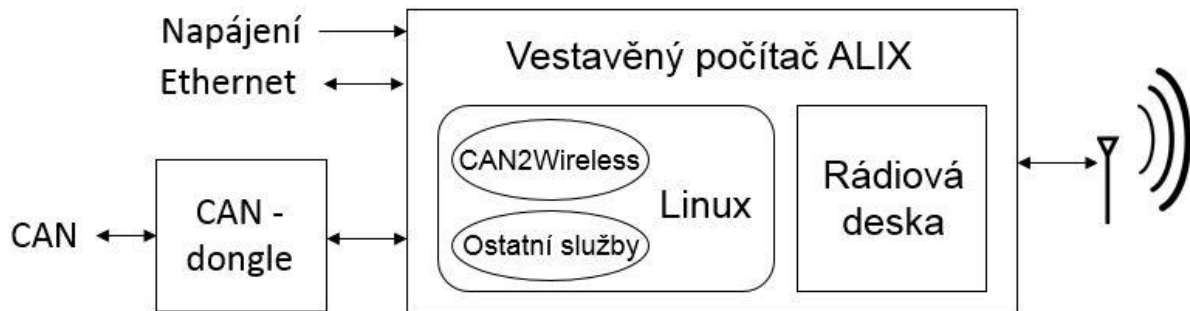 Napájení
Ethernet
Vestavěný počítač ALIX
CAN2Wireless
Linux
Ostatní služby
Rádiová
deska
CAN
CAN -
dongle